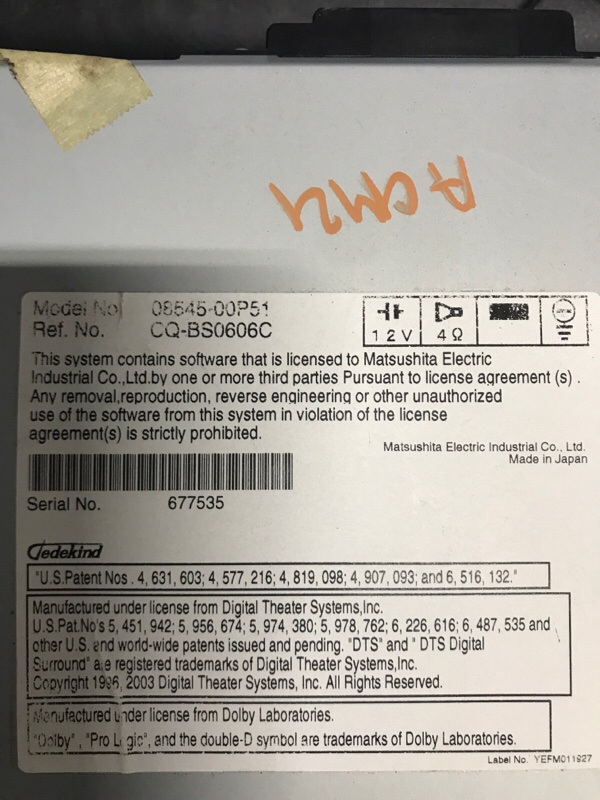 ACM21
Model No. 08545-00P51
Ref. No. CQ-BS0606C
12V 4Ω
This system contains software that is licensed to Matsushita Electric
Industrial Co.,Ltd.by one or more third parties Pursuant to license agreement (s) .
Any removal,reproduction, reverse engineering or other unauthorized
use of the software from this system in violation of the license
agreement(s) is strictly prohibited.
Matsushita Electric Industrial Co., Ltd.
Made in Japan
Serial No. 677535
Jedekind
"U.S.Patent Nos . 4, 631, 603; 4, 577, 216; 4, 819, 098; 4, 907, 093; and 6, 516, 132."
Manufactured under license from Digital Theater Systems,Inc.
U.S.Pat.No's 5, 451, 942; 5, 956, 674; 5, 974, 380; 5, 978, 762; 6, 226, 616; 6, 487, 535 and
other U.S. and world-wide patents issued and pending. "DTS" and " DTS Digital
Surround" are registered trademarks of Digital Theater Systems,Inc.
Copyright 1996, 2003 Digital Theater Systems, Inc. All Rights Reserved.
Manufactured under license from Dolby Laboratories.
"Dolby" , "Pro Logic", and the double-D symbol are trademarks of Dolby Laboratories.
Label No. YEFM011927